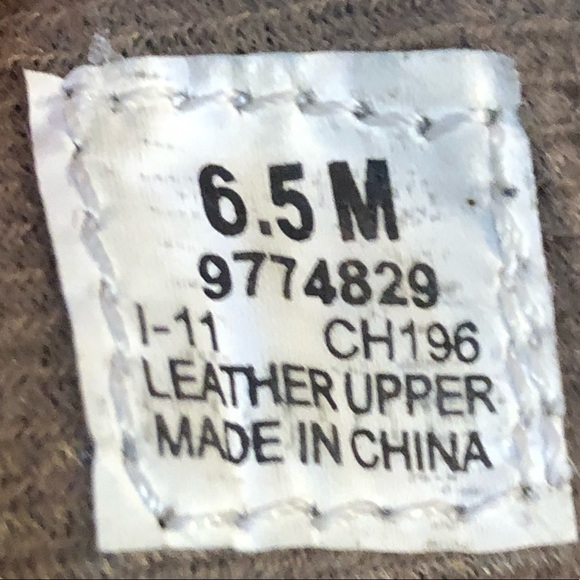 6.5 M
9774829
I-11 CH196
LEATHER UPPER
MADE IN CHINA